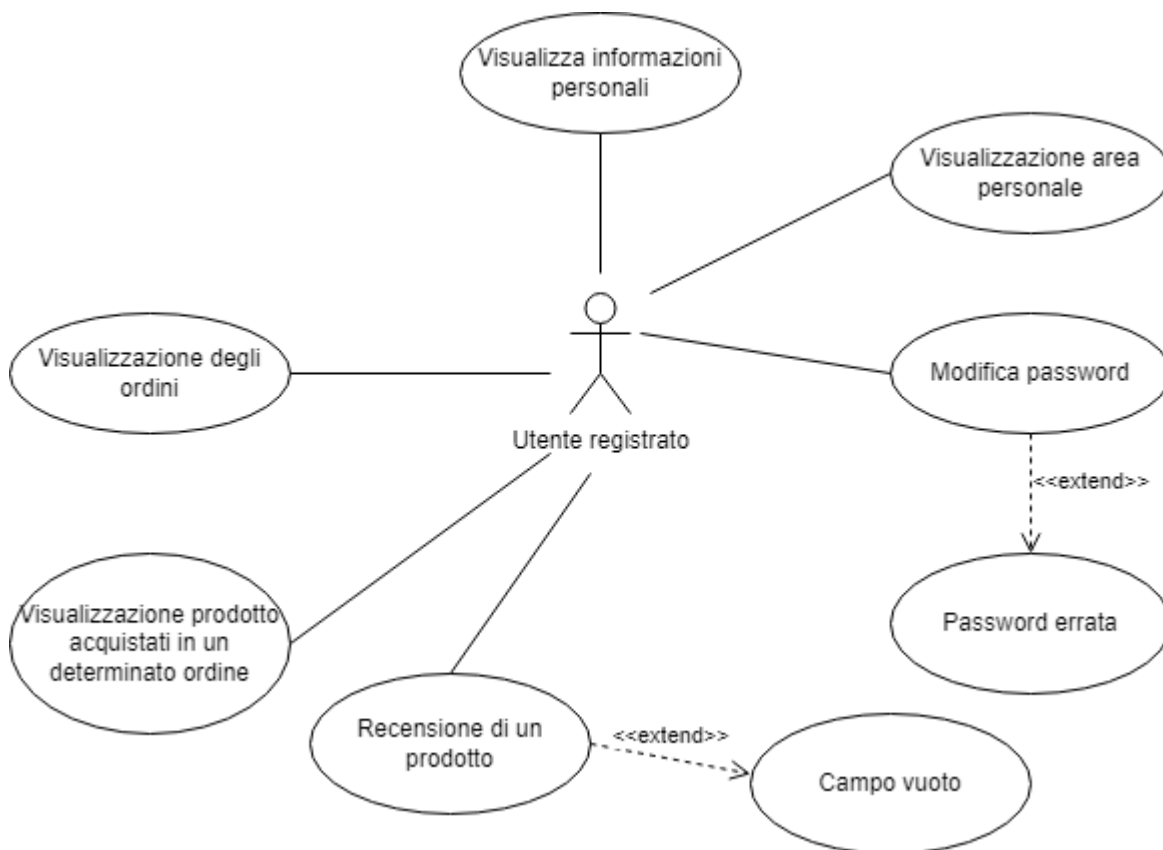 Visualizza informazioni
personali
Visualizzazione area
personale
Visualizzazione degli
ordini
Modifica password
Utente registrato
<<extend>>
Visualizzazione prodotto
acquistati in un
determinato ordine
Password errata
Recensione di un
prodotto
<<extend>>
Campo vuoto